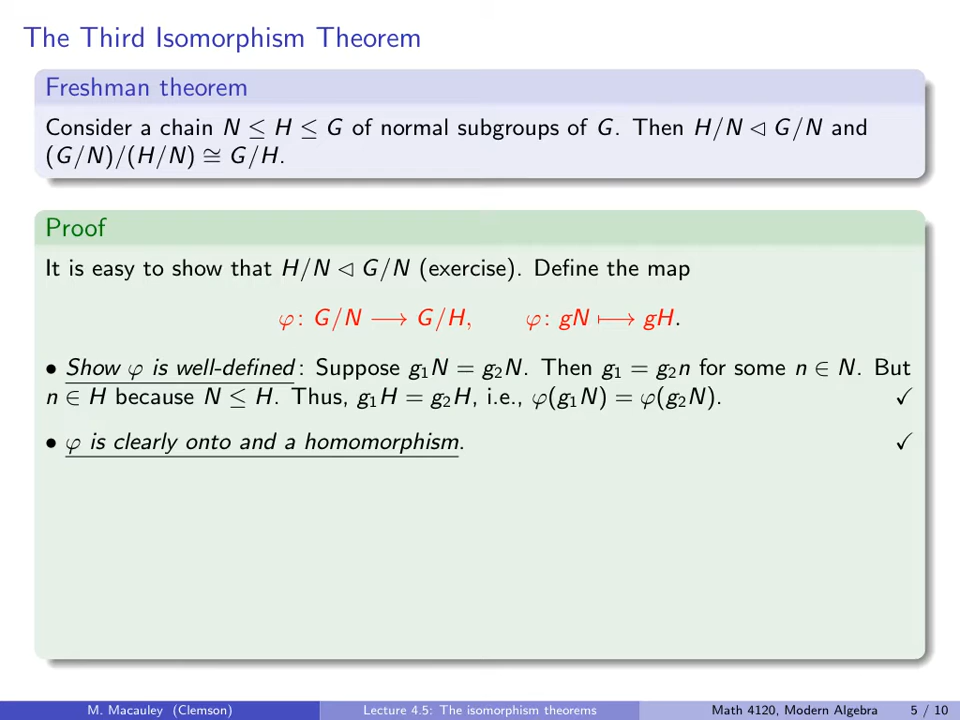 The Third Isomorphism Theorem
Freshman theorem
Consider a chain N ≤ H ≤ G of normal subgroups of G. Then H/N ◁ G/N and
(G/N)/(H/N) ≅ G/H.
Proof
It is easy to show that H/N ◁ G/N (exercise). Define the map
φ: G/N ⟶ G/H, φ: gN ⟼ gH.
• Show φ is well-defined: Suppose g₁N = g₂N. Then g₁ = g₂n for some n ∈ N. But
n ∈ H because N ≤ H. Thus, g₁H = g₂H, i.e., φ(g₁N) = φ(g₂N). ✓
• φ is clearly onto and a homomorphism. ✓
M. Macauley (Clemson) Lecture 4.5: The isomorphism theorems Math 4120, Modern Algebra 5 / 10